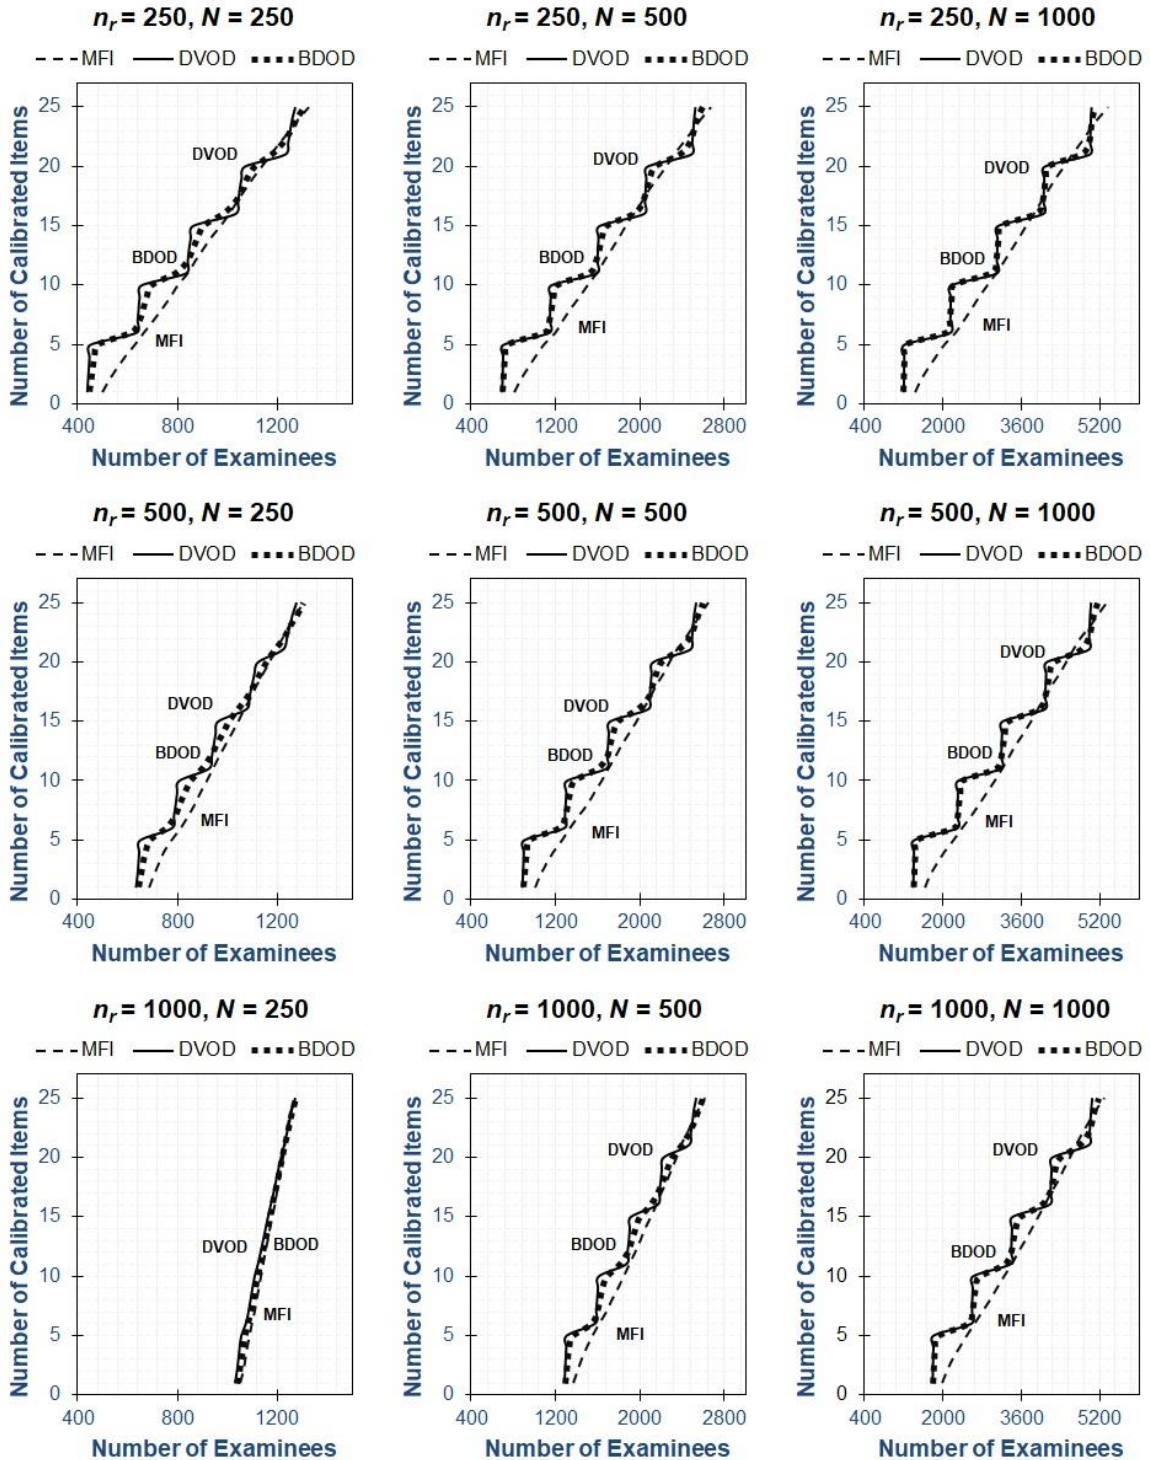 n_r = 250, N = 250
MFI DVOD BDOD
Number of Calibrated Items
25
20
15
10
5
0
DVOD
BDOD
MFI
400 800 1200
Number of Examinees
n_r = 250, N = 500
MFI DVOD BDOD
Number of Calibrated Items
25
20
15
10
5
0
DVOD
BDOD
MFI
400 1200 2000 2800
Number of Examinees
n_r = 250, N = 1000
MFI DVOD BDOD
Number of Calibrated Items
25
20
15
10
5
0
DVOD
BDOD
MFI
400 2000 3600 5200
Number of Examinees
n_r = 500, N = 250
MFI DVOD BDOD
Number of Calibrated Items
25
20
15
10
5
0
DVOD
BDOD
MFI
400 800 1200
Number of Examinees
n_r = 500, N = 500
MFI DVOD BDOD
Number of Calibrated Items
25
20
15
10
5
0
DVOD
BDOD
MFI
400 1200 2000 2800
Number of Examinees
n_r = 500, N = 1000
MFI DVOD BDOD
Number of Calibrated Items
25
20
15
10
5
0
DVOD
BDOD
MFI
400 2000 3600 5200
Number of Examinees
n_r = 1000, N = 250
MFI DVOD BDOD
Number of Calibrated Items
25
20
15
10
5
0
DVOD BDOD
MFI
400 800 1200
Number of Examinees
n_r = 1000, N = 500
MFI DVOD BDOD
Number of Calibrated Items
25
20
15
10
5
0
DVOD
BDOD
MFI
400 1200 2000 2800
Number of Examinees
n_r = 1000, N = 1000
MFI DVOD BDOD
Number of Calibrated Items
25
20
15
10
5
0
DVOD
BDOD
MFI
400 2000 3600 5200
Number of Examinees